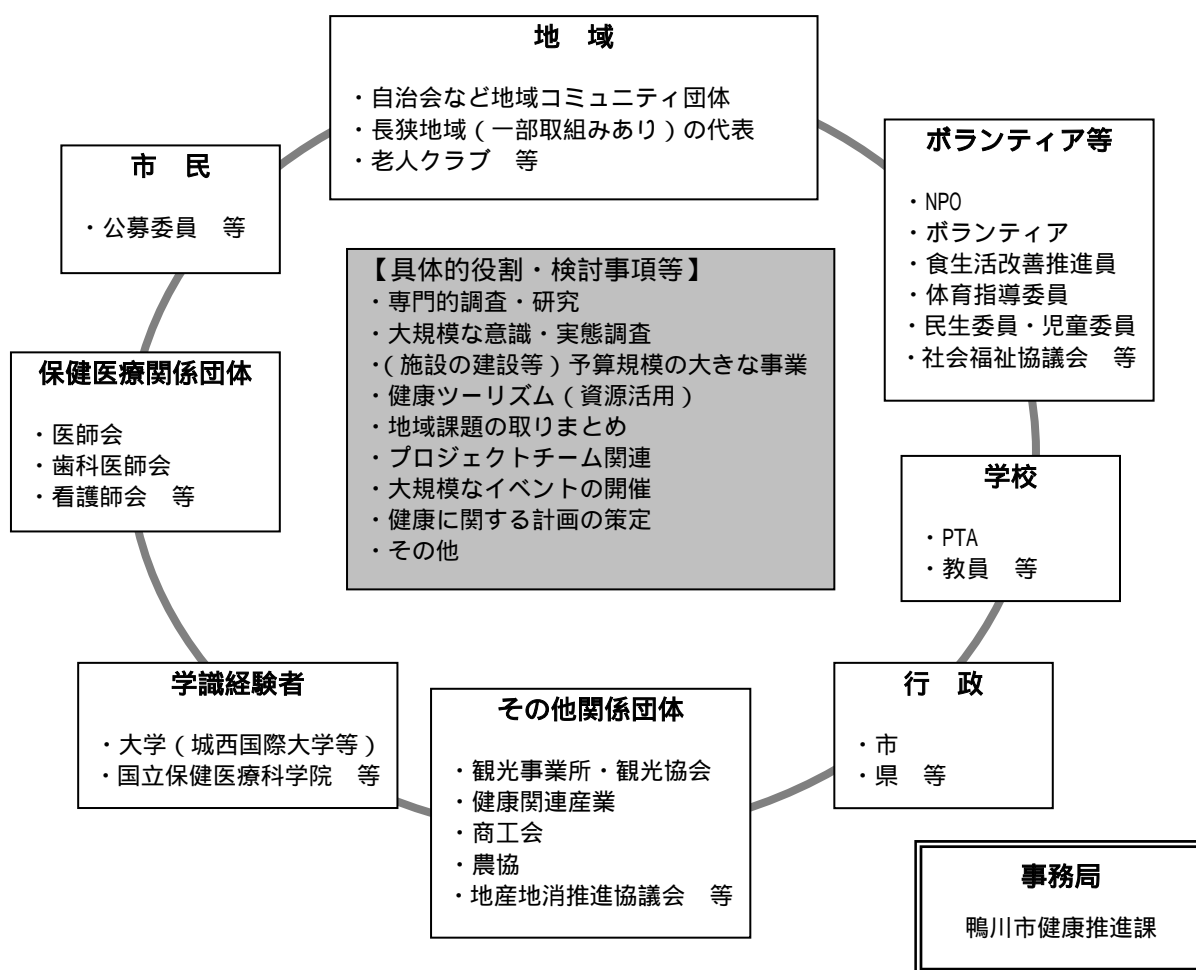 地　域
・自治会など地域コミュニティ団体
・長狭地域（一部取組みあり）の代表
・老人クラブ　等
市　民
・公募委員　等
ボランティア等
・NPO
・ボランティア
・食生活改善推進員
・体育指導委員
・民生委員・児童委員
・社会福祉協議会　等
【具体的役割・検討事項等】
・専門的調査・研究
・大規模な意識・実態調査
・（施設の建設等）予算規模の大きな事業
・健康ツーリズム（資源活用）
・地域課題の取りまとめ
・プロジェクトチーム関連
・大規模なイベントの開催
・健康に関する計画の策定
・その他
保健医療関係団体
・医師会
・歯科医師会
・看護師会　等
学校
・PTA
・教員　等
学識経験者
・大学（城西国際大学等）
・国立保健医療科学院　等
その他関係団体
・観光事業所・観光協会
・健康関連産業
・商工会
・農協
・地産地消推進協議会　等
行　政
・市
・県　等
事務局
鴨川市健康推進課